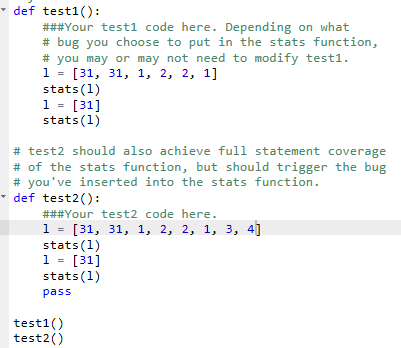 def test1():
    ###Your test1 code here. Depending on what
    # bug you choose to put in the stats function,
    # you may or may not need to modify test1.
    l = [31, 31, 1, 2, 2, 1]
    stats(l)
    l = [31]
    stats(l)

# test2 should also achieve full statement coverage
# of the stats function, but should trigger the bug
# you've inserted into the stats function.
def test2():
    ###Your test2 code here.
    l = [31, 31, 1, 2, 2, 1, 3, 4]
    stats(l)
    l = [31]
    stats(l)
    pass

test1()
test2()